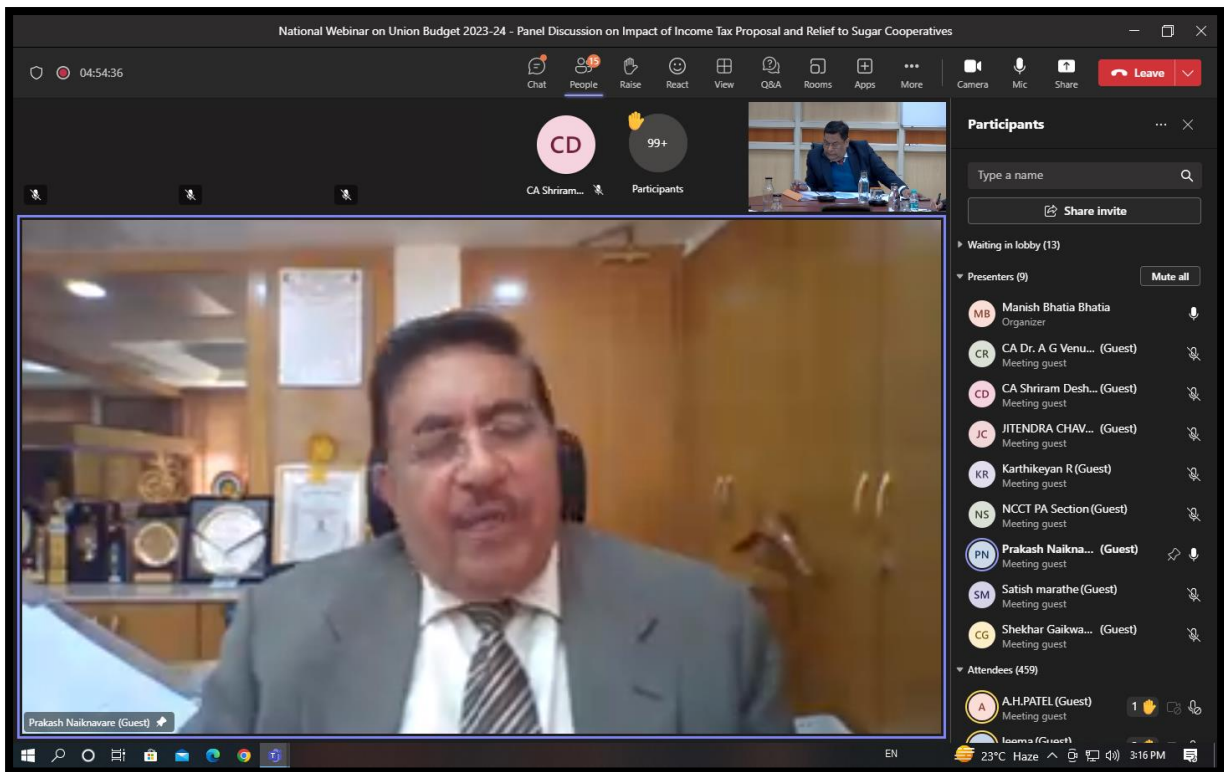 National Webinar on Union Budget 2023-24 - Panel Discussion on Impact of Income Tax Proposal and Relief to Sugar Cooperatives
04:54:36
Chat
15
People
Raise
React
View
Q&A
Rooms
Apps
More
Camera
Mic
Share
Leave
CD
CA Shriram...
99+
Participants
Prakash Naiknavare (Guest)
Participants
Type a name
Share invite
Waiting in lobby (13)
Presenters (9)
Mute all
MB Manish Bhatia Bhatia
Organizer
CR CA Dr. A G Venu... (Guest)
Meeting guest
CD CA Shriram Desh... (Guest)
Meeting guest
JC JITENDRA CHAV... (Guest)
Meeting guest
KR Karthikeyan R (Guest)
Meeting guest
NS NCCT PA Section (Guest)
Meeting guest
PN Prakash Naikna... (Guest)
Meeting guest
SM Satish marathe (Guest)
Meeting guest
CG Shekhar Gaikwa... (Guest)
Meeting guest
Attendees (459)
A A.H.PATEL (Guest) 1
Meeting guest
EN
23°C Haze
3:16 PM